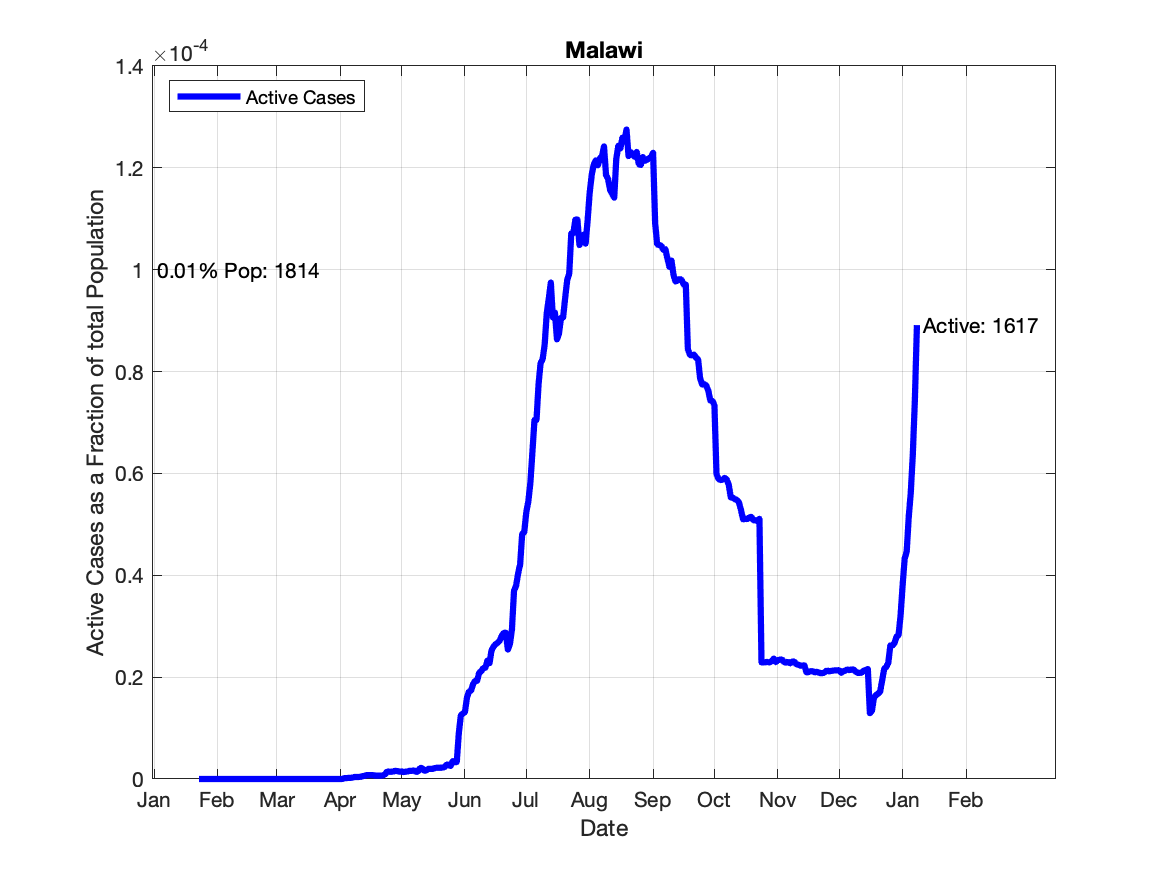 Malawi
×10⁻⁴
1.4
1.2
1
0.8
0.6
0.4
0.2
0
Active Cases
0.01% Pop: 1814
Active: 1617
Active Cases as a Fraction of total Population
Jan Feb Mar Apr May Jun Jul Aug Sep Oct Nov Dec Jan Feb
Date